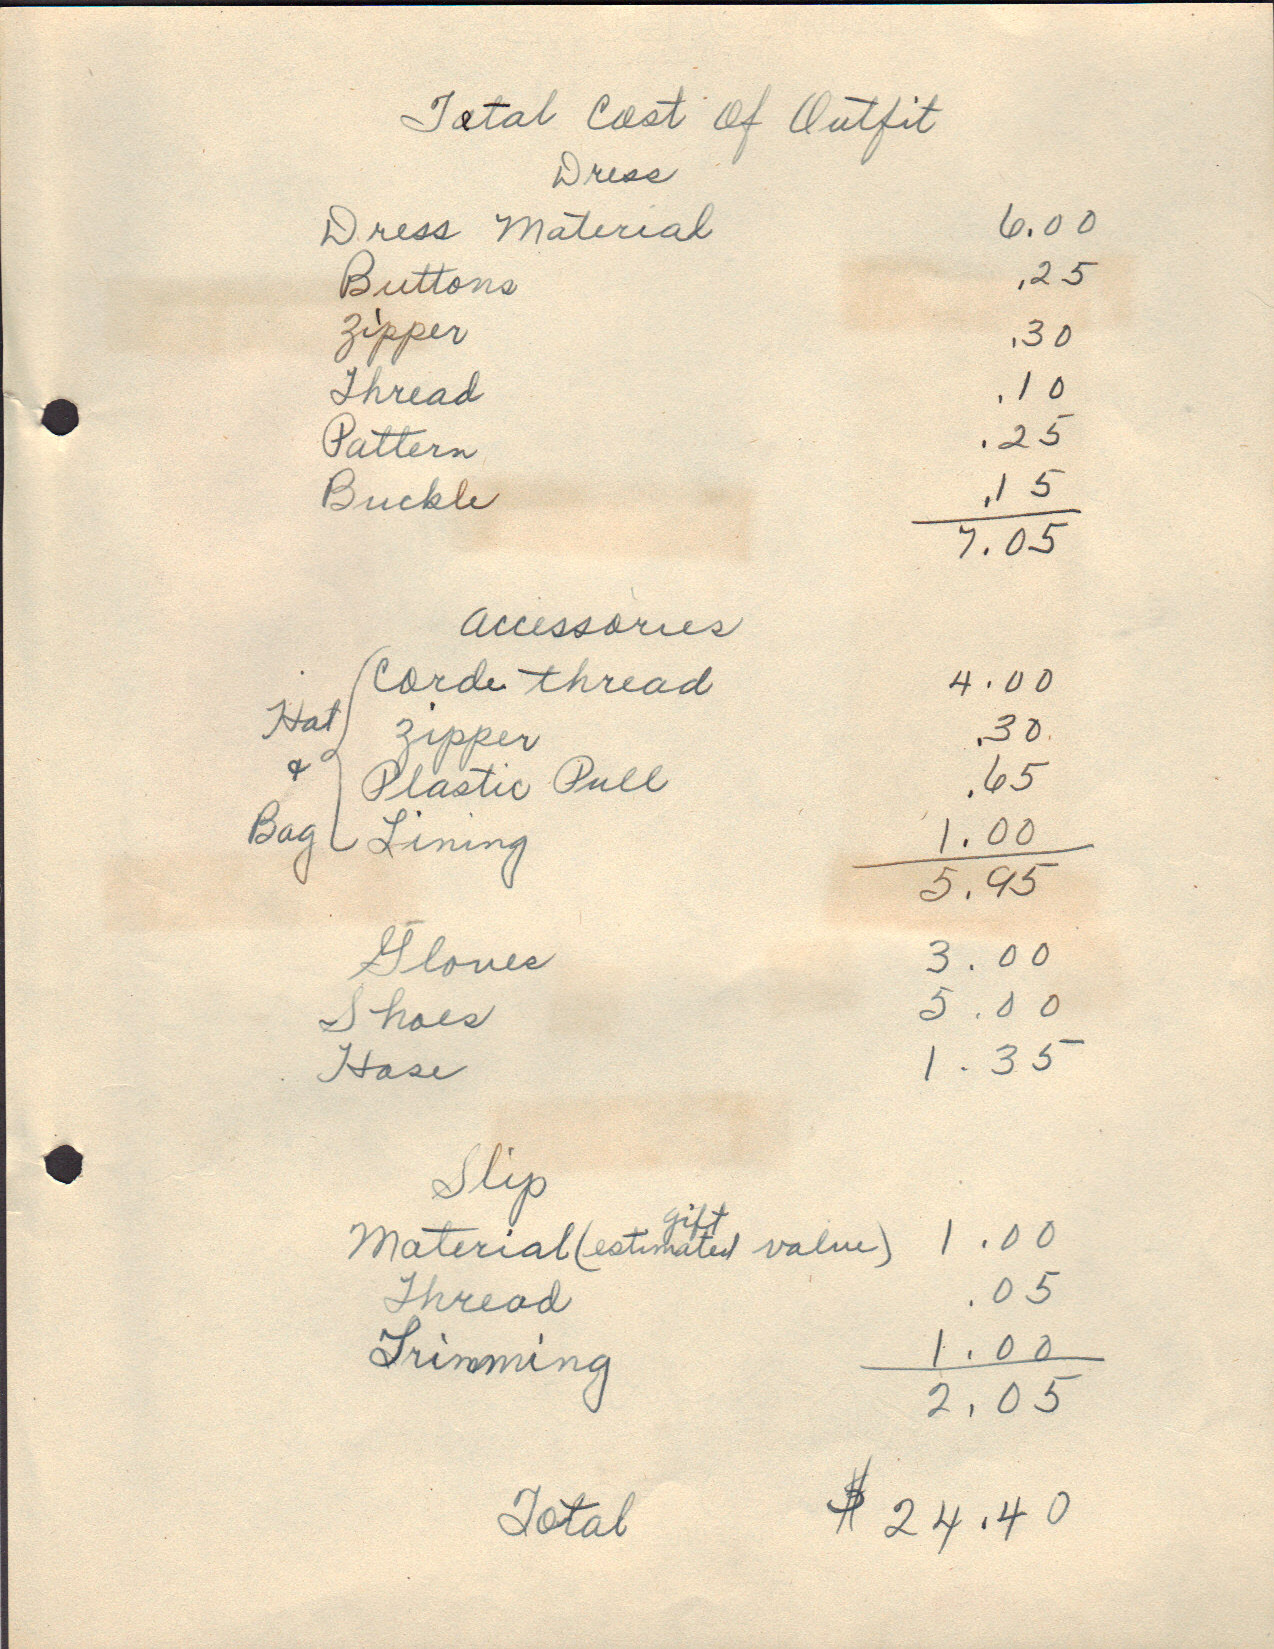 Total Cost Of Outfit
Dress
Dress Material 6.00
Buttons .25
Zipper .30
Thread .10
Pattern .25
Buckle .15
7.05
Accessories
Corde thread 4.00
Hat Zipper .30
& Plastic Pull .65
Bag Lining 1.00
5.95
Gloves 3.00
Shoes 5.00
Hose 1.35
Slip
gift
Material (estimated value) 1.00
Thread .05
Trimming 1.00
2.05
Total $24.40